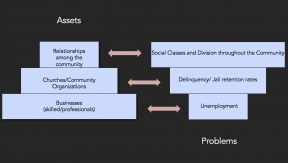 Assets
Relationships
among the
community
Social Classes and Division throughout the Community
Churches/Community
Organizations
Delinquency/ Jail retention rates
Businesses
(skilled/professionals)
Unemployment
Problems